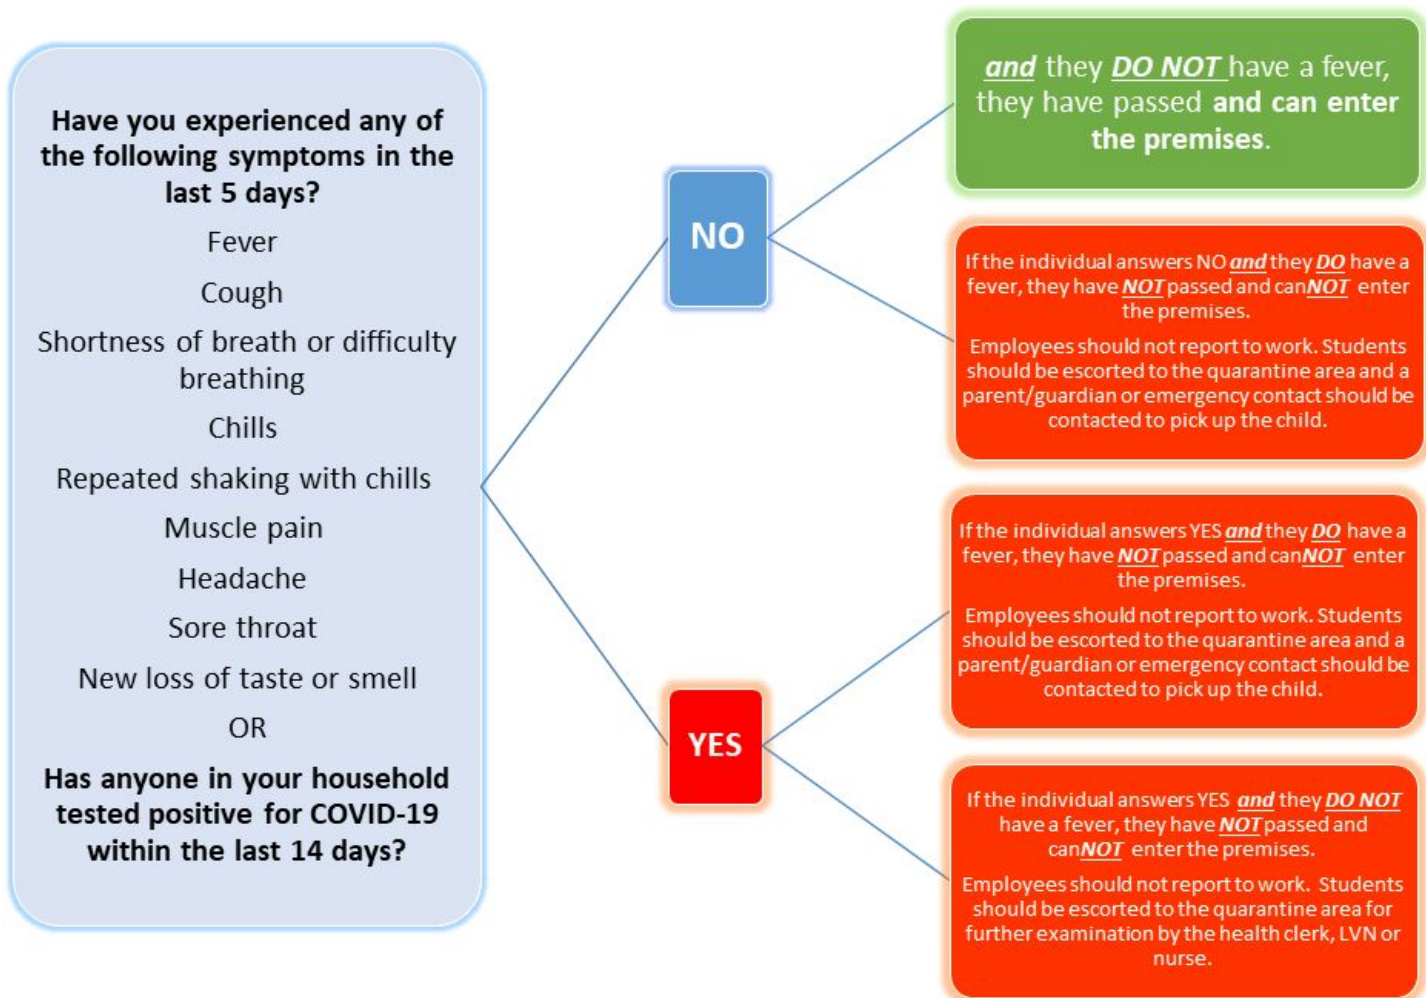 Have you experienced any of
the following symptoms in the
last 5 days?
Fever
Cough
Shortness of breath or difficulty
breathing
Chills
Repeated shaking with chills
Muscle pain
Headache
Sore throat
New loss of taste or smell
OR
Has anyone in your household
tested positive for COVID-19
within the last 14 days?
NO
and they DO NOT have a fever,
they have passed and can enter
the premises.
If the individual answers NO and they DO have a
fever, they have NOT passed and canNOT enter
the premises.
Employees should not report to work. Students
should be escorted to the quarantine area and a
parent/guardian or emergency contact should be
contacted to pick up the child.
YES
If the individual answers YES and they DO have a
fever, they have NOT passed and canNOT enter
the premises.
Employees should not report to work. Students
should be escorted to the quarantine area and a
parent/guardian or emergency contact should be
contacted to pick up the child.
If the individual answers YES and they DO NOT
have a fever, they have NOT passed and
canNOT enter the premises.
Employees should not report to work. Students
should be escorted to the quarantine area for
further examination by the health clerk, LVN or
nurse.